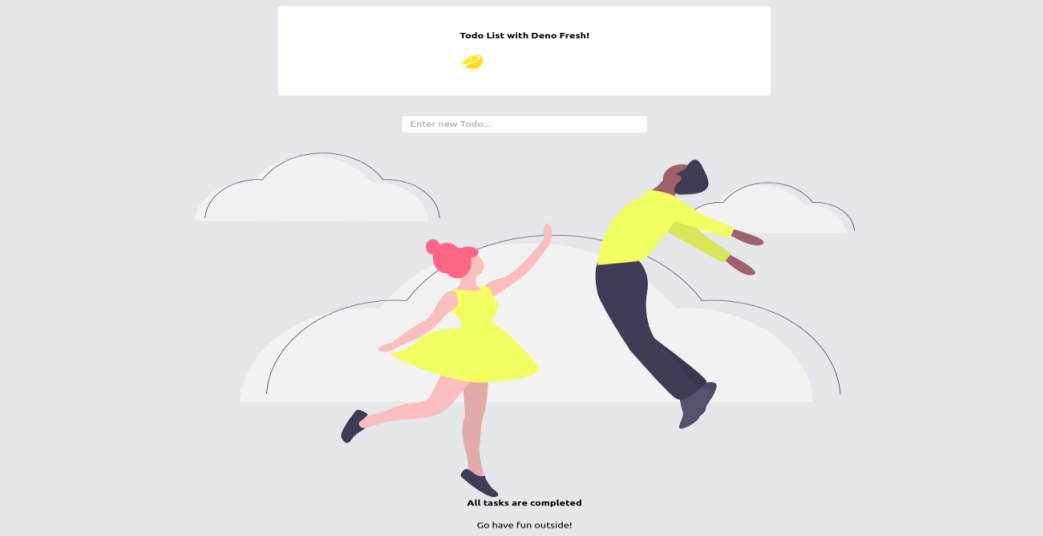 Todo List with Deno Fresh!
Enter new Todo...
All tasks are completed
Go have fun outside!